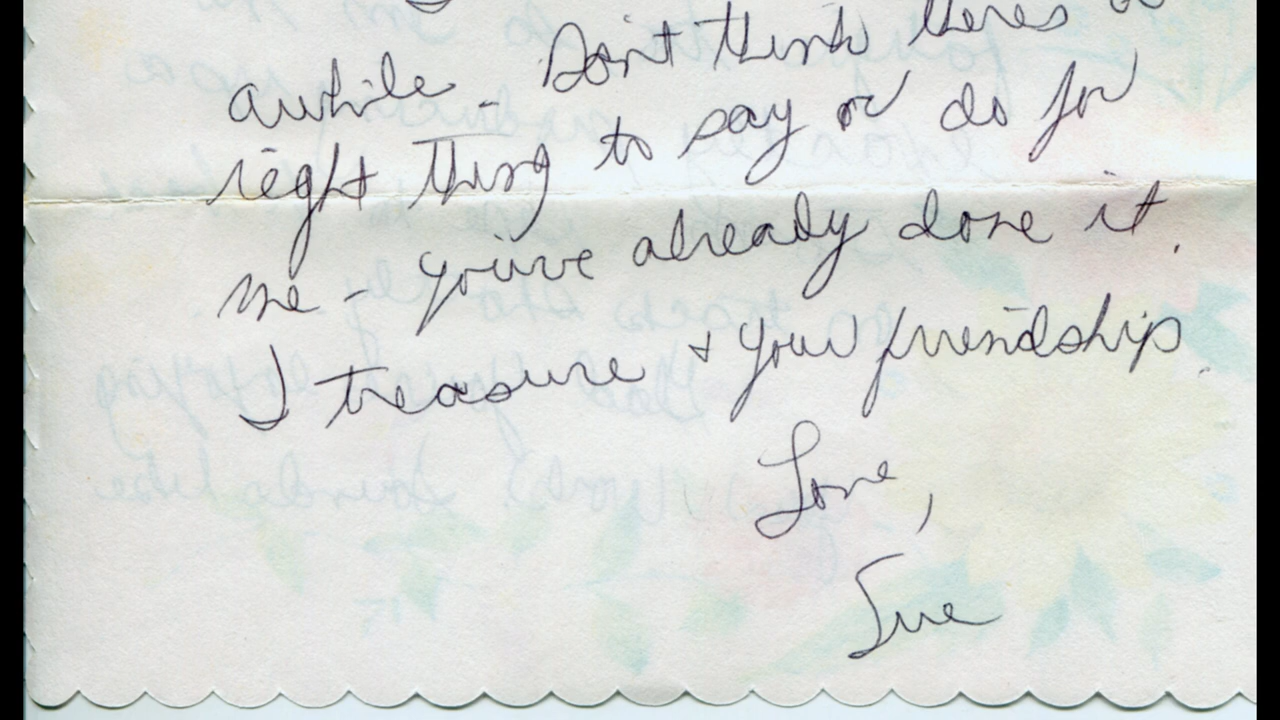 awhile - Don't think theres a
right thing to say or do for
me - you've already done it.
I treasure & your friendship.
Love,
Sue